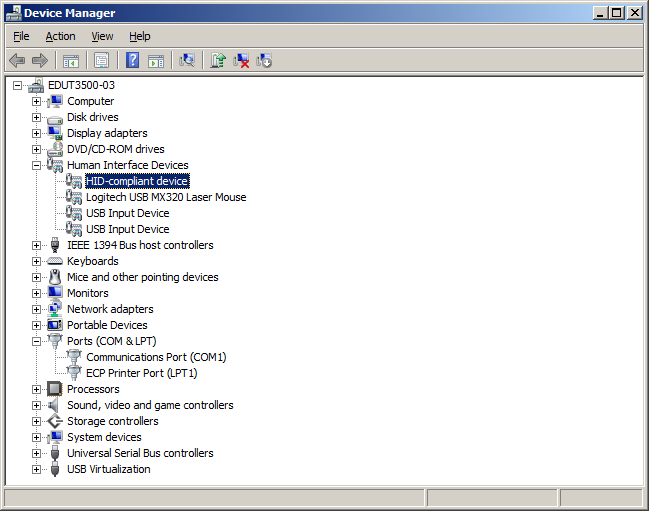 Device Manager
File Action View Help
EDUT3500-03
Computer
Disk drives
Display adapters
DVD/CD-ROM drives
Human Interface Devices
HID-compliant device
Logitech USB MX320 Laser Mouse
USB Input Device
USB Input Device
IEEE 1394 Bus host controllers
Keyboards
Mice and other pointing devices
Monitors
Network adapters
Portable Devices
Ports (COM & LPT)
Communications Port (COM1)
ECP Printer Port (LPT1)
Processors
Sound, video and game controllers
Storage controllers
System devices
Universal Serial Bus controllers
USB Virtualization